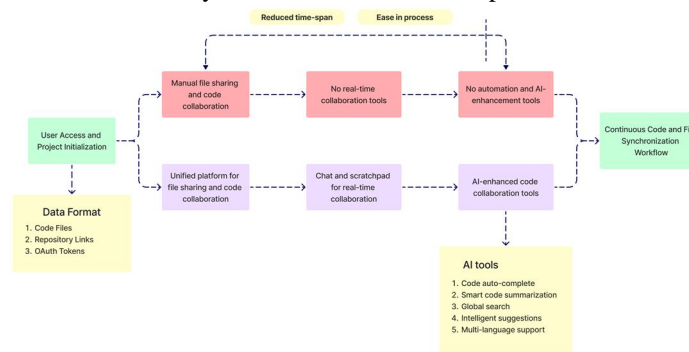 Reduced time-span
Ease in process
Manual file sharing
and code
collaboration
No real-time
collaboration tools
No automation and AI-
enhancement tools
User Access and
Project Initialization
Continuous Code and
Synchronization
Workflow
Unified platform for
file sharing and code
collaboration
Chat and scratchpad
for real-time
collaboration
AI-enhanced code
collaboration tools
Data Format
1. Code Files
2. Repository Links
3. OAuth Tokens
AI tools
1. Code auto-complete
2. Smart code summarization
3. Global search
4. Intelligent suggestions
5. Multi-language support